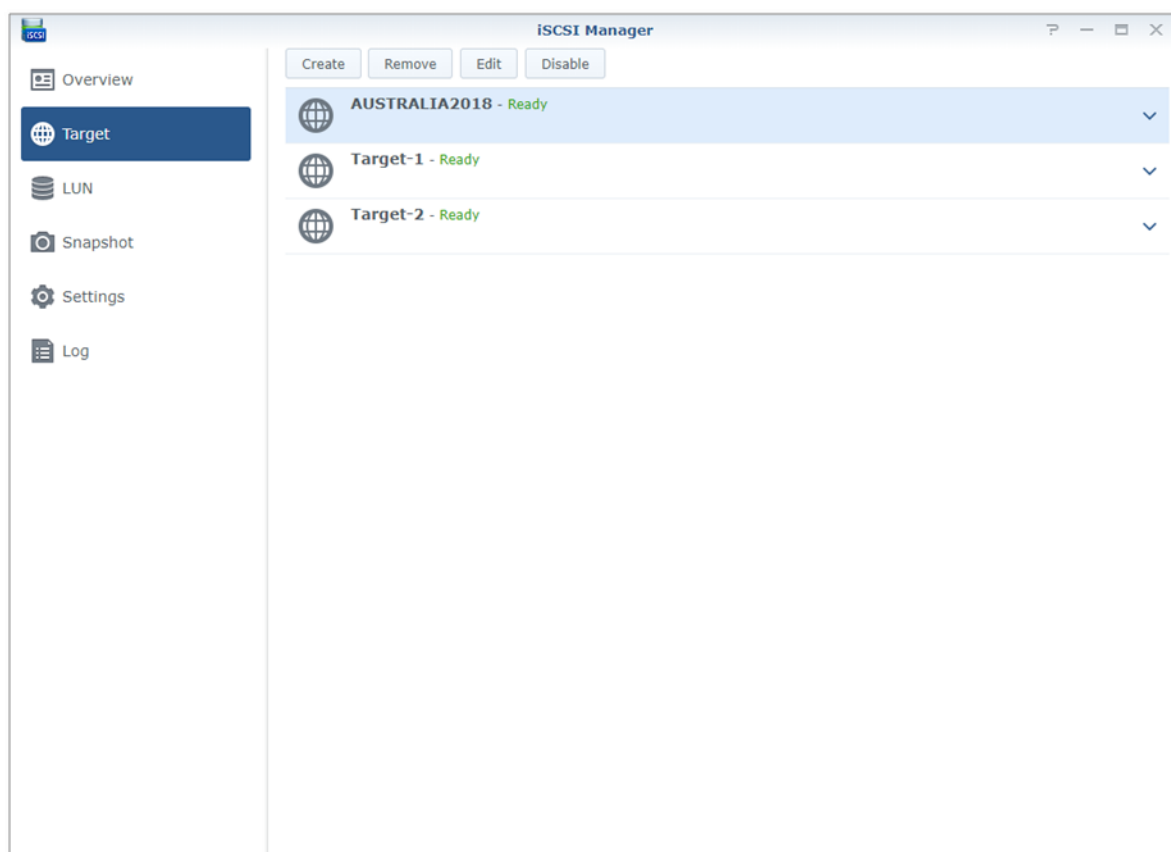 iSCSI
iSCSI Manager
Overview
Target
LUN
Snapshot
Settings
Log
Create Remove Edit Disable
AUSTRALIA2018 - Ready
Target-1 - Ready
Target-2 - Ready